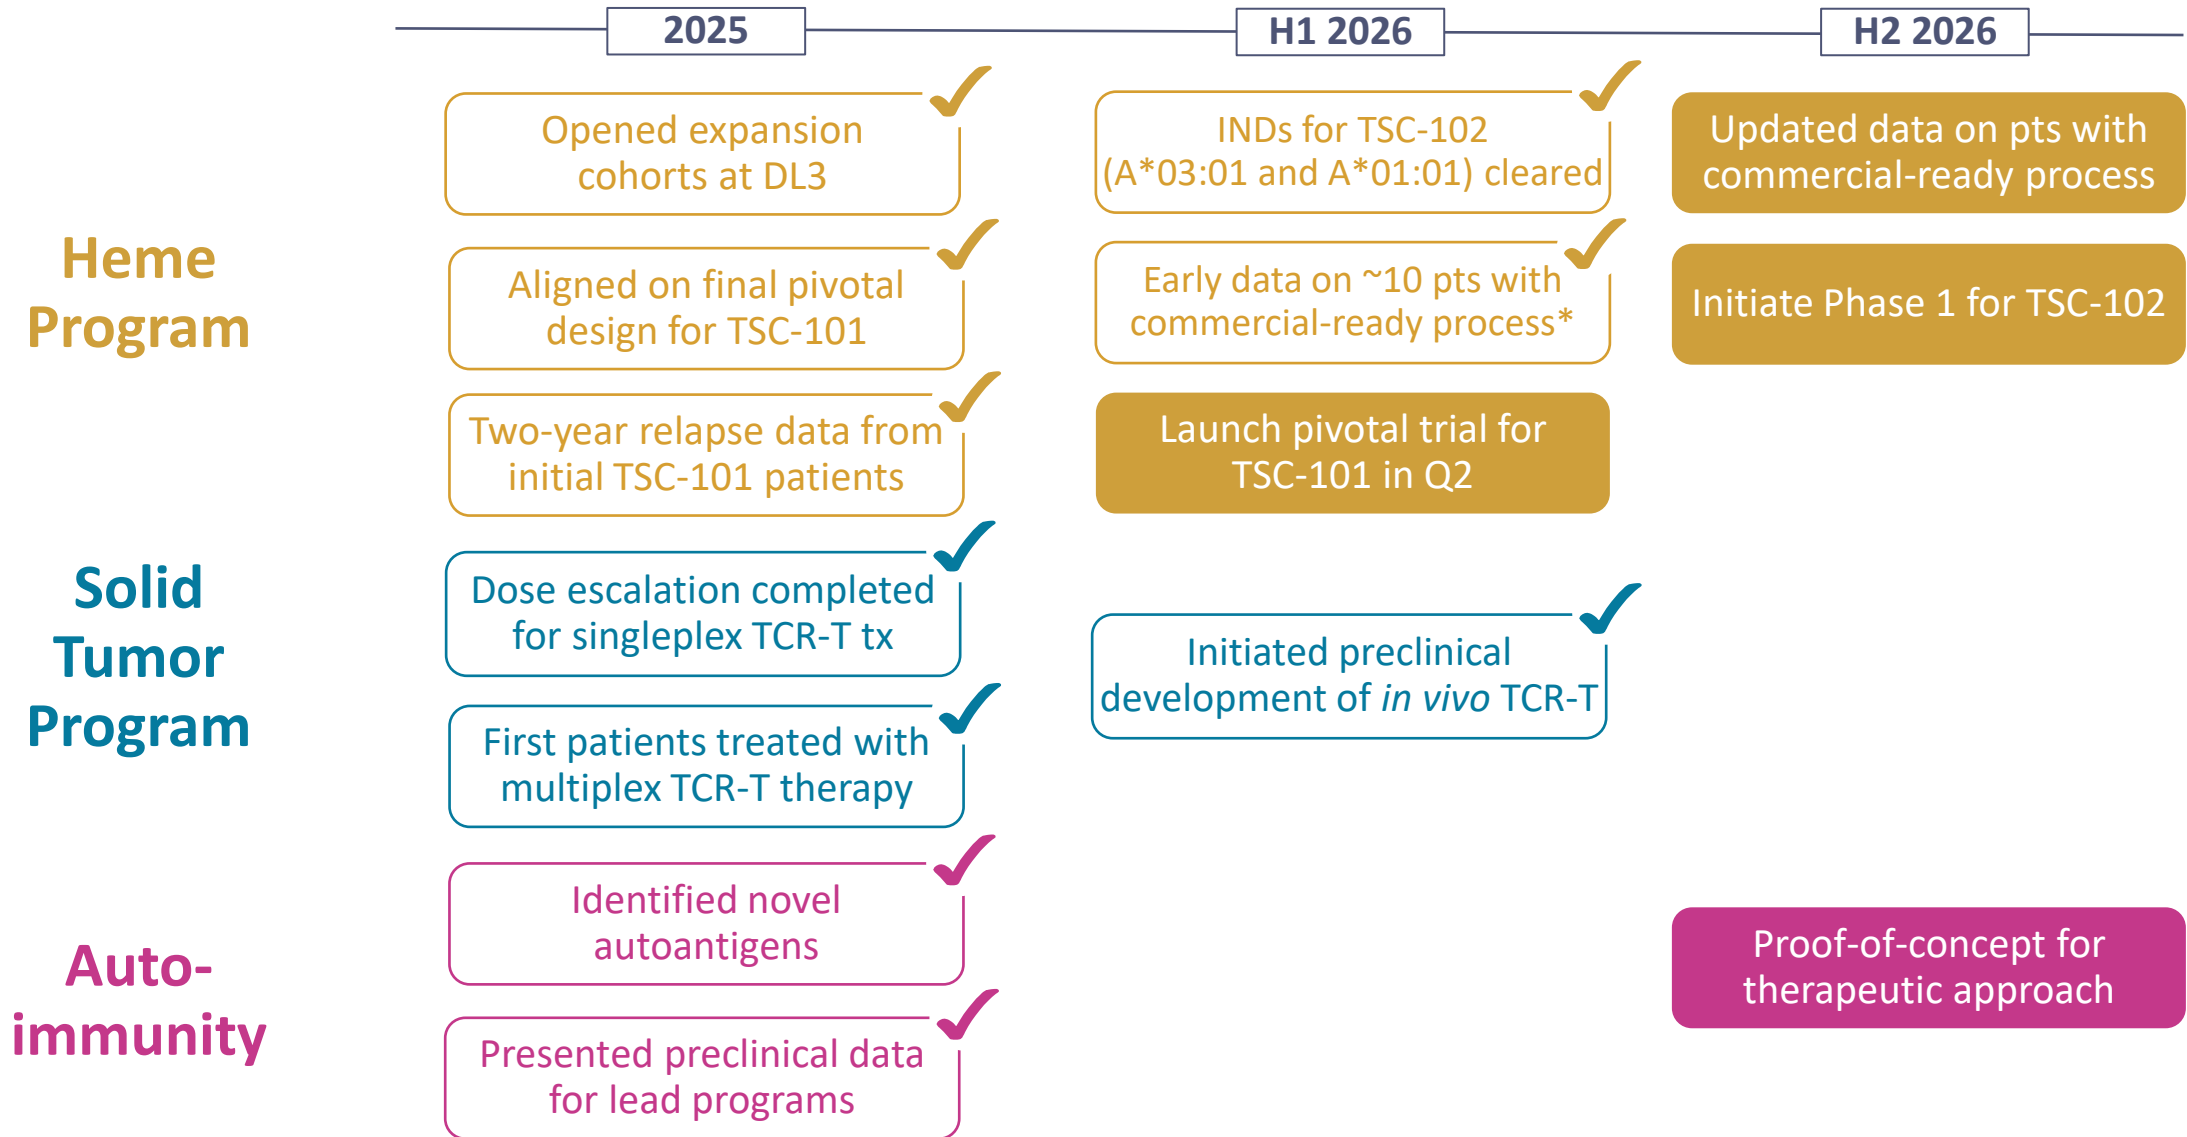 2025
H1 2026
H2 2026
Heme
Program
Opened expansion
cohorts at DL3
Aligned on final pivotal
design for TSC-101
Two-year relapse data from
initial TSC-101 patients
INDs for TSC-102
(A*03:01 and A*01:01) cleared
Early data on ~10 pts with
commercial-ready process*
Launch pivotal trial for
TSC-101 in Q2
Updated data on pts with
commercial-ready process
Initiate Phase 1 for TSC-102
Solid
Tumor
Program
Dose escalation completed
for singleplex TCR-T tx
First patients treated with
multiplex TCR-T therapy
Initiated preclinical
development of in vivo TCR-T
Auto-
immunity
Identified novel
autoantigens
Presented preclinical data
for lead programs
Proof-of-concept for
therapeutic approach